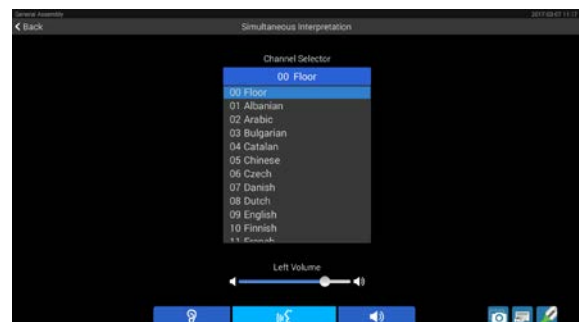 General Assembly 2017-03-07 11:17
Back Simultaneous Interpretation
Channel Selector
00 Floor
00 Floor
01 Albanian
02 Arabic
03 Bulgarian
04 Catalan
05 Chinese
06 Czech
07 Danish
08 Dutch
09 English
10 Finnish
11 French
Left Volume